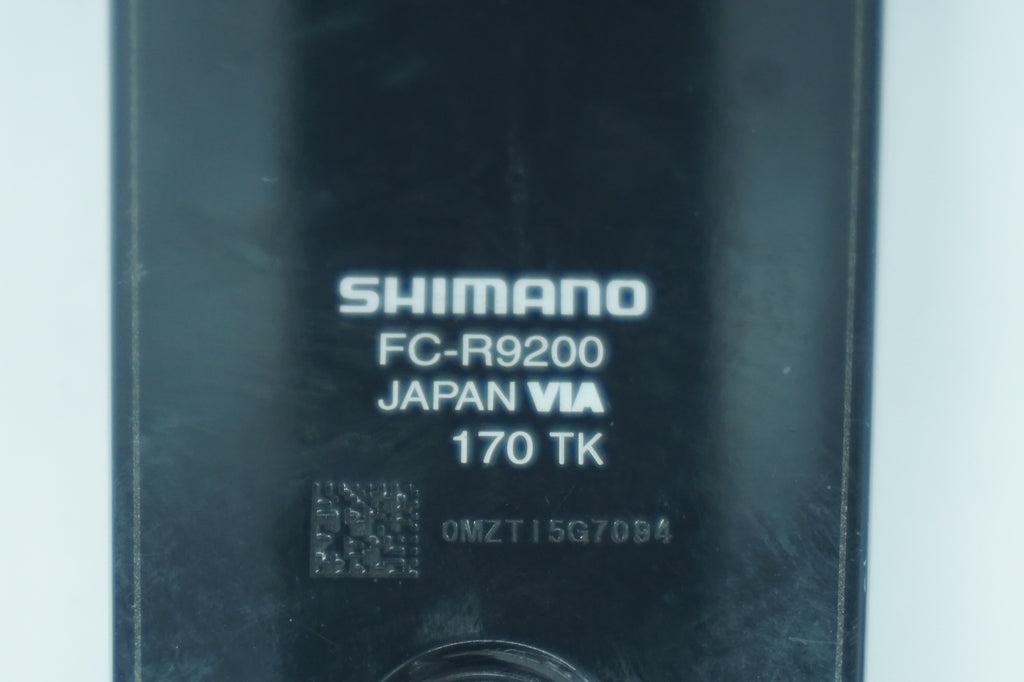 SHIMANO
FC-R9200
JAPAN VIA
170 TK
0MZTI5G7094